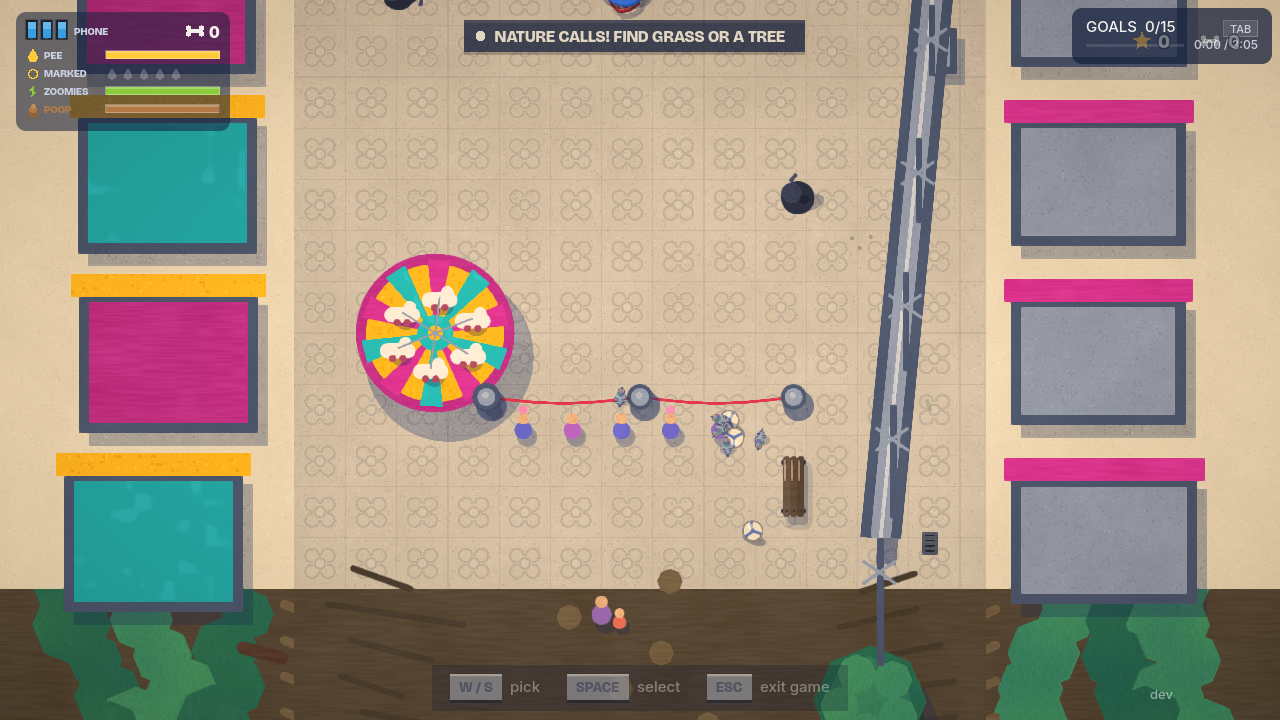 PHONE 0
PEE
MARKED
ZOOMIES
POOP
NATURE CALLS! FIND GRASS OR A TREE
GOALS 0/15 TAB
0 0:00 / 3:05
W / S pick SPACE select ESC exit game
dev